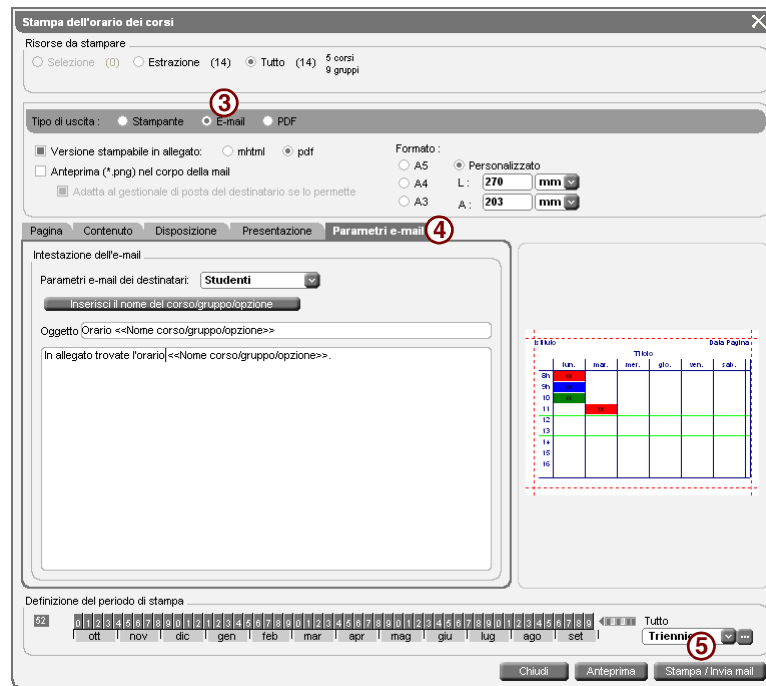 Stampa dell'orario dei corsi
Risorse da stampare
Selezione (0) Estrazione (14) Tutto (14) 5 corsi
9 gruppi
3
Tipo di uscita : Stampante E-mail PDF
Versione stampabile in allegato: mhtml pdf
Anteprima (*.png) nel corpo della mail
Adatta al gestionale di posta del destinatario se lo permette
Formato :
A5 Personalizzato
A4 L : 270 mm
A3 A : 203 mm
Pagina Contenuto Disposizione Presentazione Parametri e-mail 4
Intestazione dell'e-mail
Parametri e-mail dei destinatari: Studenti
Inserisci il nome del corso/gruppo/opzione
Oggetto Orario <<Nome corso/gruppo/opzione>>
In allegato trovate l'orario <<Nome corso/gruppo/opzione>>.
Istituto Data Pagina
Titolo
lun. mar. mer. gio. ven. sab.
8h
9h
10
11
12
13
14
15
16
Definizione del periodo di stampa
52
ott nov dic gen feb mar apr mag giu lug ago set
Tutto
5
Chiudi Anteprima Stampa / Invia mail